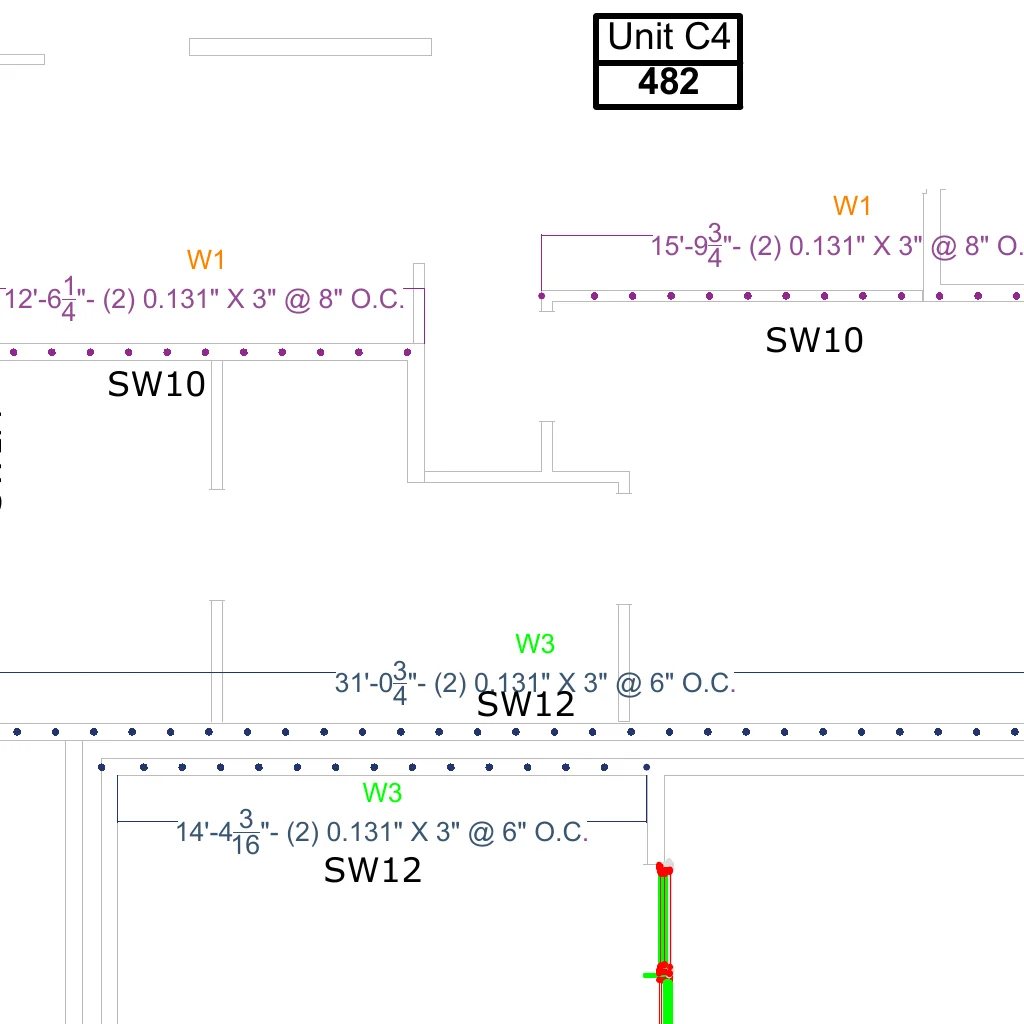 Unit C4
482
W1
15'-9 3/4"- (2) 0.131" X 3" @ 8" O.
W1
12'-6 1/4"- (2) 0.131" X 3" @ 8" O.C.
SW10
SW10
W3
31'-0 3/4"- (2) 0.131" X 3" @ 6" O.C.
SW12
W3
14'-4 3/16"- (2) 0.131" X 3" @ 6" O.C.
SW12